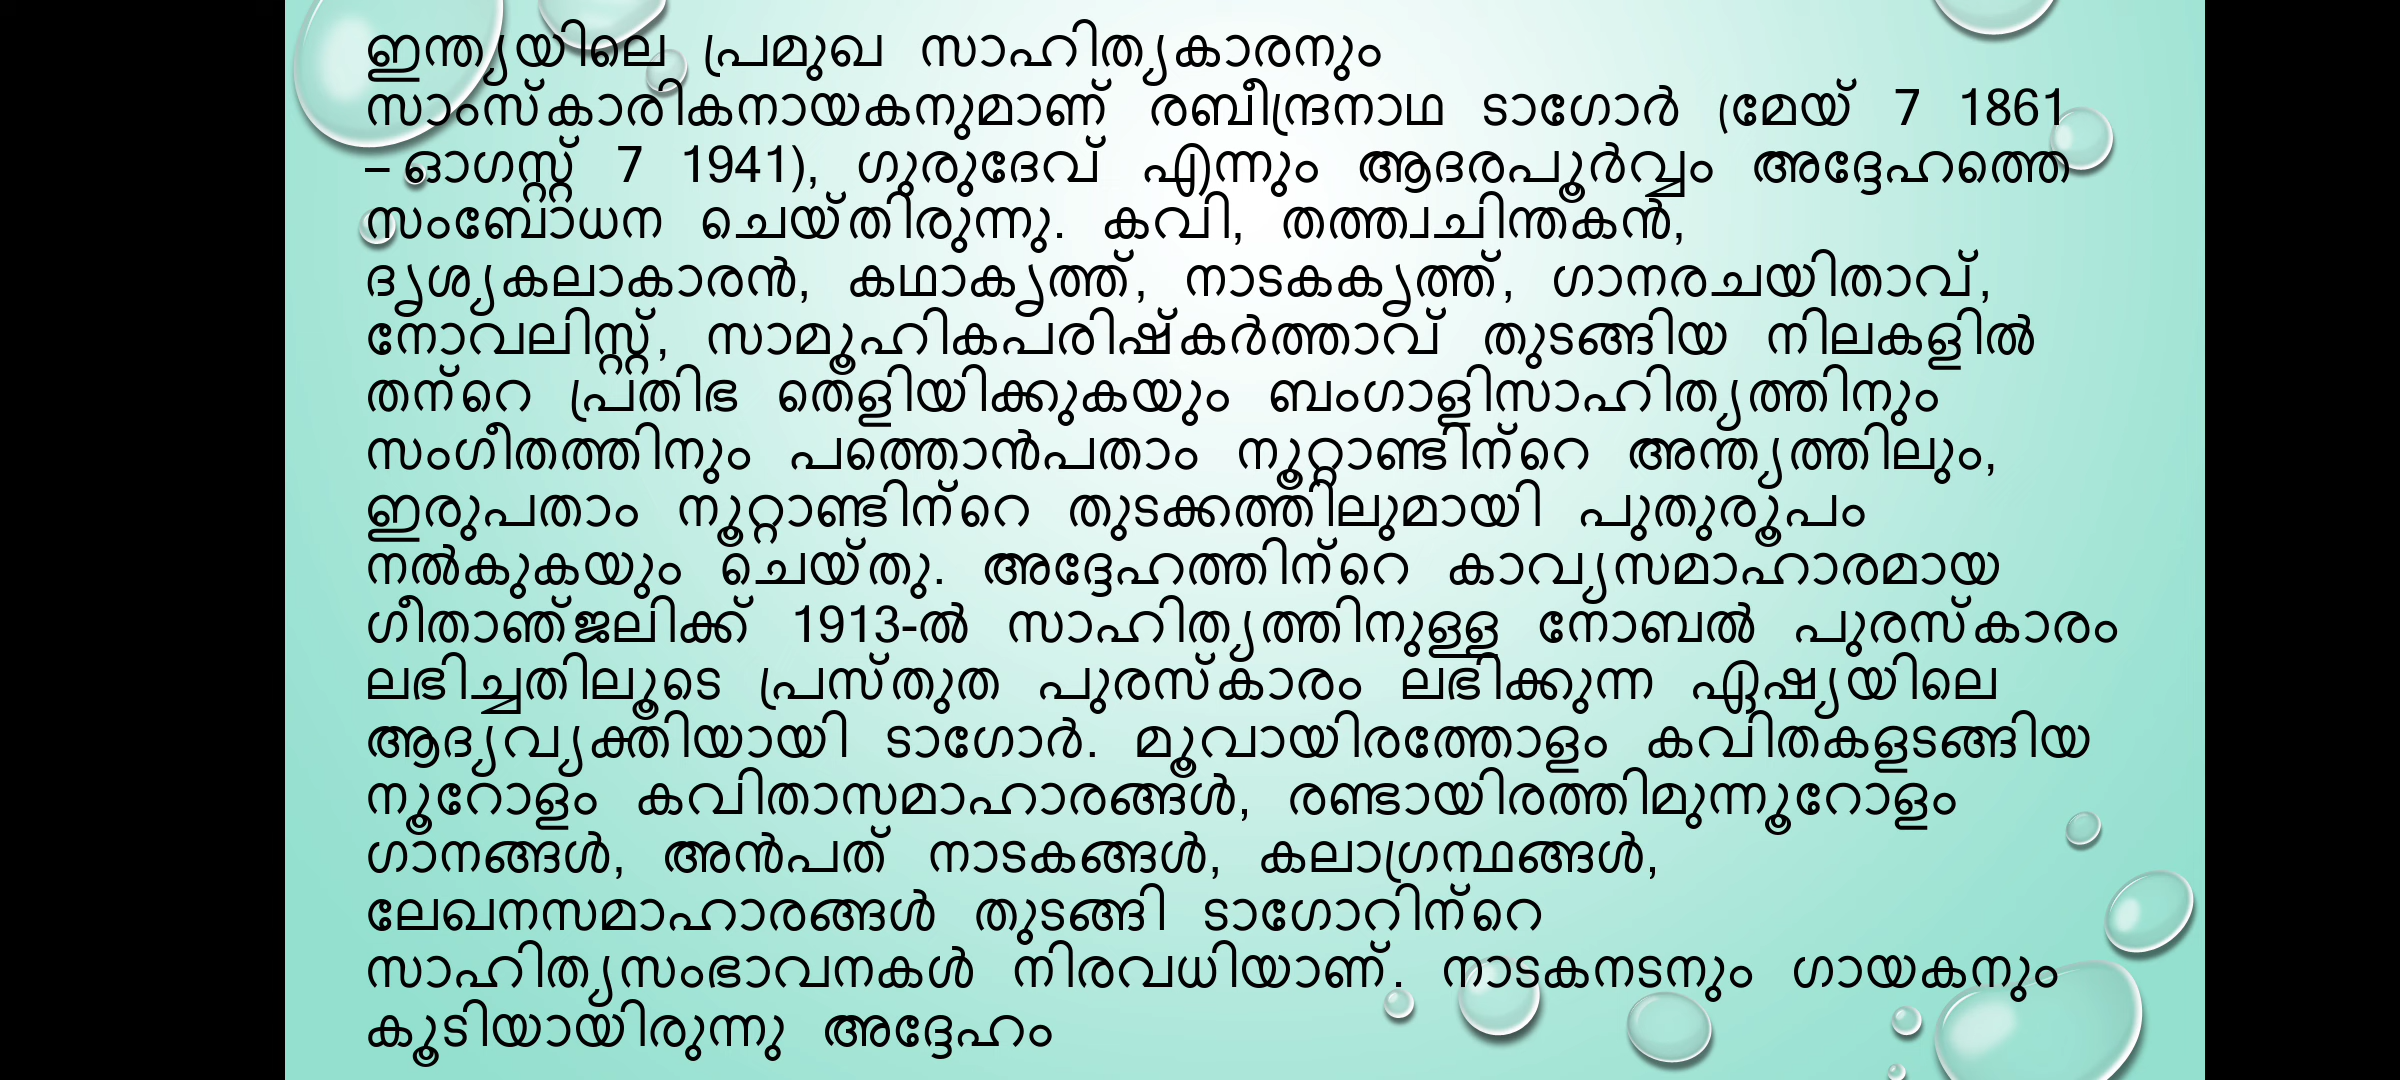 ഇന്ത്യയിലെ പ്രമുഖ സാഹിത്യകാരനും
സാംസ്കാരികനായകനുമാണ് രബീന്ദ്രനാഥ ടാഗോർ (മേയ് 7 1861
– ഓഗസ്റ്റ് 7 1941), ഗുരുദേവ് എന്നും ആദരപൂർവ്വം അദ്ദേഹത്തെ
സംബോധന ചെയ്തിരുന്നു. കവി, തത്ത്വചിന്തകൻ,
ദൃശ്യകലാകാരൻ, കഥാകൃത്ത്, നാടകകൃത്ത്, ഗാനരചയിതാവ്,
നോവലിസ്റ്റ്, സാമൂഹികപരിഷ്കർത്താവ് തുടങ്ങിയ നിലകളിൽ
തന്റെ പ്രതിഭ തെളിയിക്കുകയും ബംഗാളിസാഹിത്യത്തിനും
സംഗീതത്തിനും പത്തൊൻപതാം നൂറ്റാണ്ടിന്റെ അന്ത്യത്തിലും,
ഇരുപതാം നൂറ്റാണ്ടിന്റെ തുടക്കത്തിലുമായി പുതുരൂപം
നൽകുകയും ചെയ്തു. അദ്ദേഹത്തിന്റെ കാവ്യസമാഹാരമായ
ഗീതാഞ്ജലിക്ക് 1913-ൽ സാഹിത്യത്തിനുള്ള നോബൽ പുരസ്കാരം
ലഭിച്ചതിലൂടെ പ്രസ്തുത പുരസ്കാരം ലഭിക്കുന്ന ഏഷ്യയിലെ
ആദ്യവ്യക്തിയായി ടാഗോർ. മൂവായിരത്തോളം കവിതകളടങ്ങിയ
നൂറോളം കവിതാസമാഹാരങ്ങൾ, രണ്ടായിരത്തിമുന്നൂറോളം
ഗാനങ്ങൾ, അൻപത് നാടകങ്ങൾ, കലാഗ്രന്ഥങ്ങൾ,
ലേഖനസമാഹാരങ്ങൾ തുടങ്ങി ടാഗോറിന്റെ
സാഹിത്യസംഭാവനകൾ നിരവധിയാണ്. നാടകനടനും ഗായകനും
കൂടിയായിരുന്നു അദ്ദേഹം